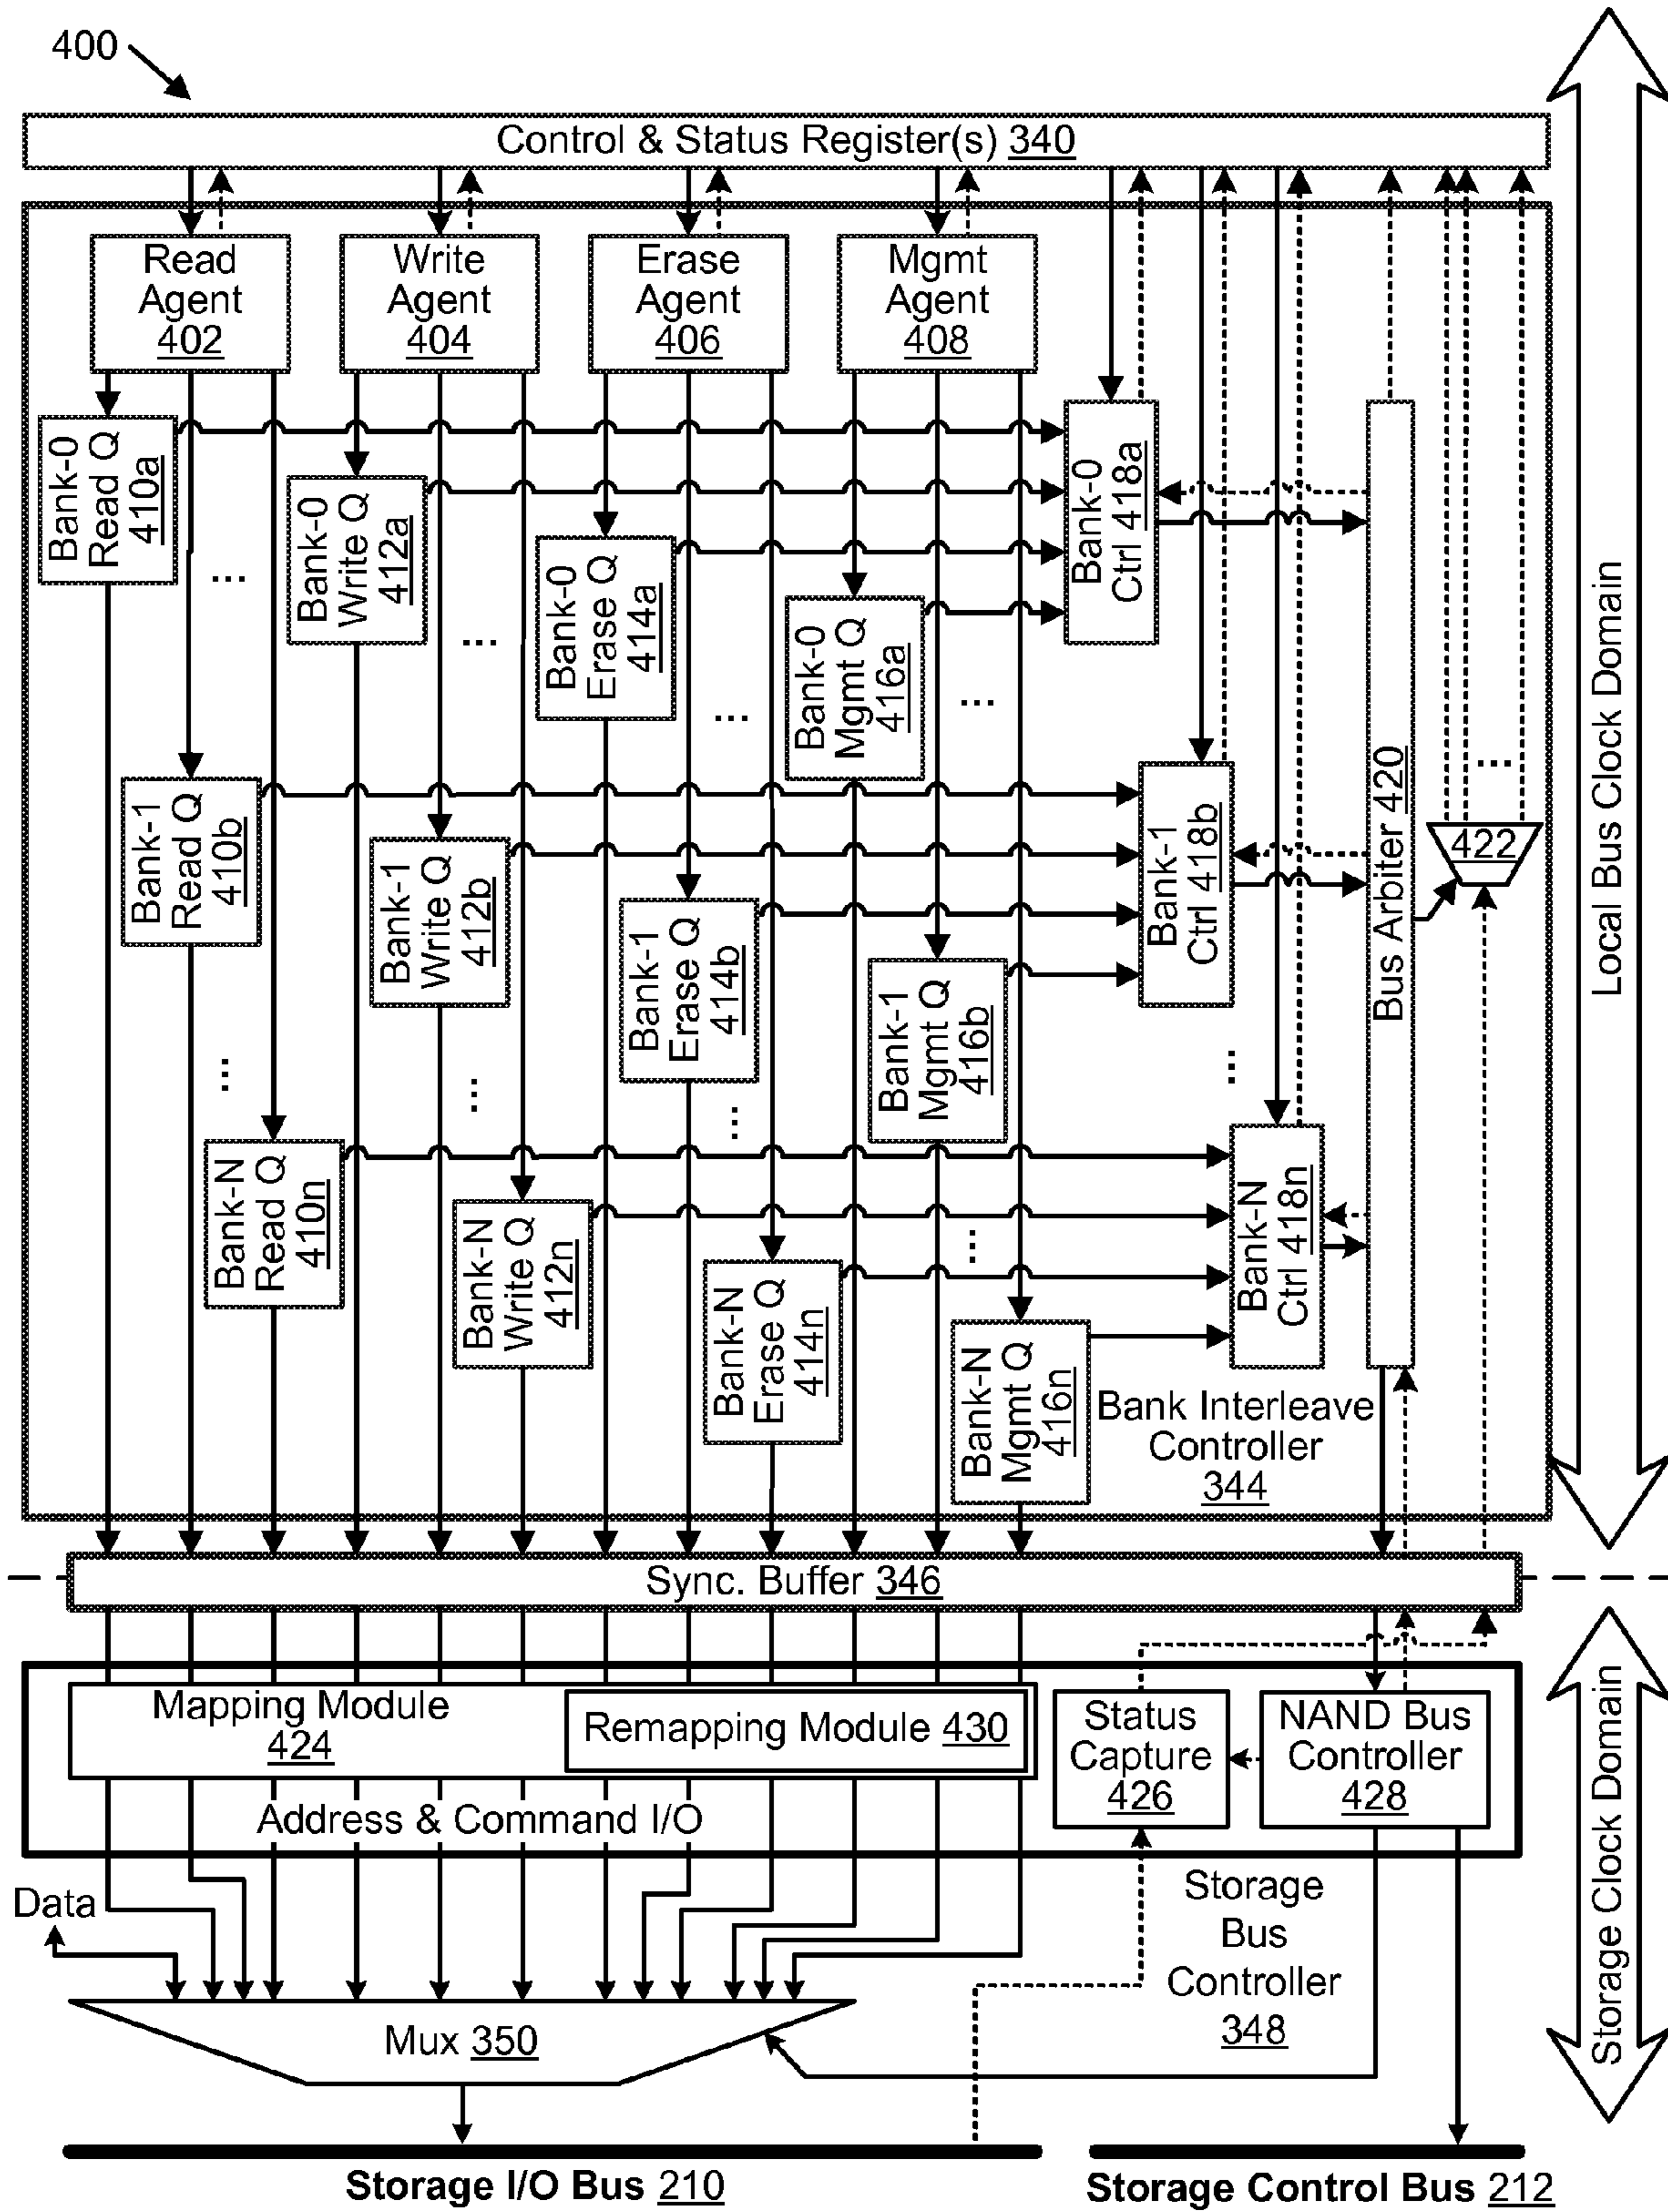 400
Control & Status Register(s) 340
Read
Agent
402
Write
Agent
404
Erase
Agent
406
Mgmt
Agent
408
Bank-0
Read Q
410a
...
Bank-0
Write Q
412a
...
Bank-0
Erase Q
414a
...
Bank-0
Mgmt Q
416a
...
Bank-0
Ctrl 418a
Bank-1
Read Q
410b
...
Bank-1
Write Q
412b
...
Bank-1
Erase Q
414b
...
Bank-1
Mgmt Q
416b
...
Bank-1
Ctrl 418b
...
Bus Arbiter 420
...
422
Bank-N
Read Q
410n
Bank-N
Write Q
412n
Bank-N
Erase Q
414n
Bank-N
Mgmt Q
416n
Bank-N
Ctrl 418n
Bank Interleave
Controller
344
Local Bus Clock Domain
Sync. Buffer 346
Mapping Module
424
Remapping Module 430
Status
Capture
426
NAND Bus
Controller
428
Address & Command I/O
Data
Storage
Bus
Controller
348
Storage Clock Domain
Mux 350
Storage I/O Bus 210
Storage Control Bus 212